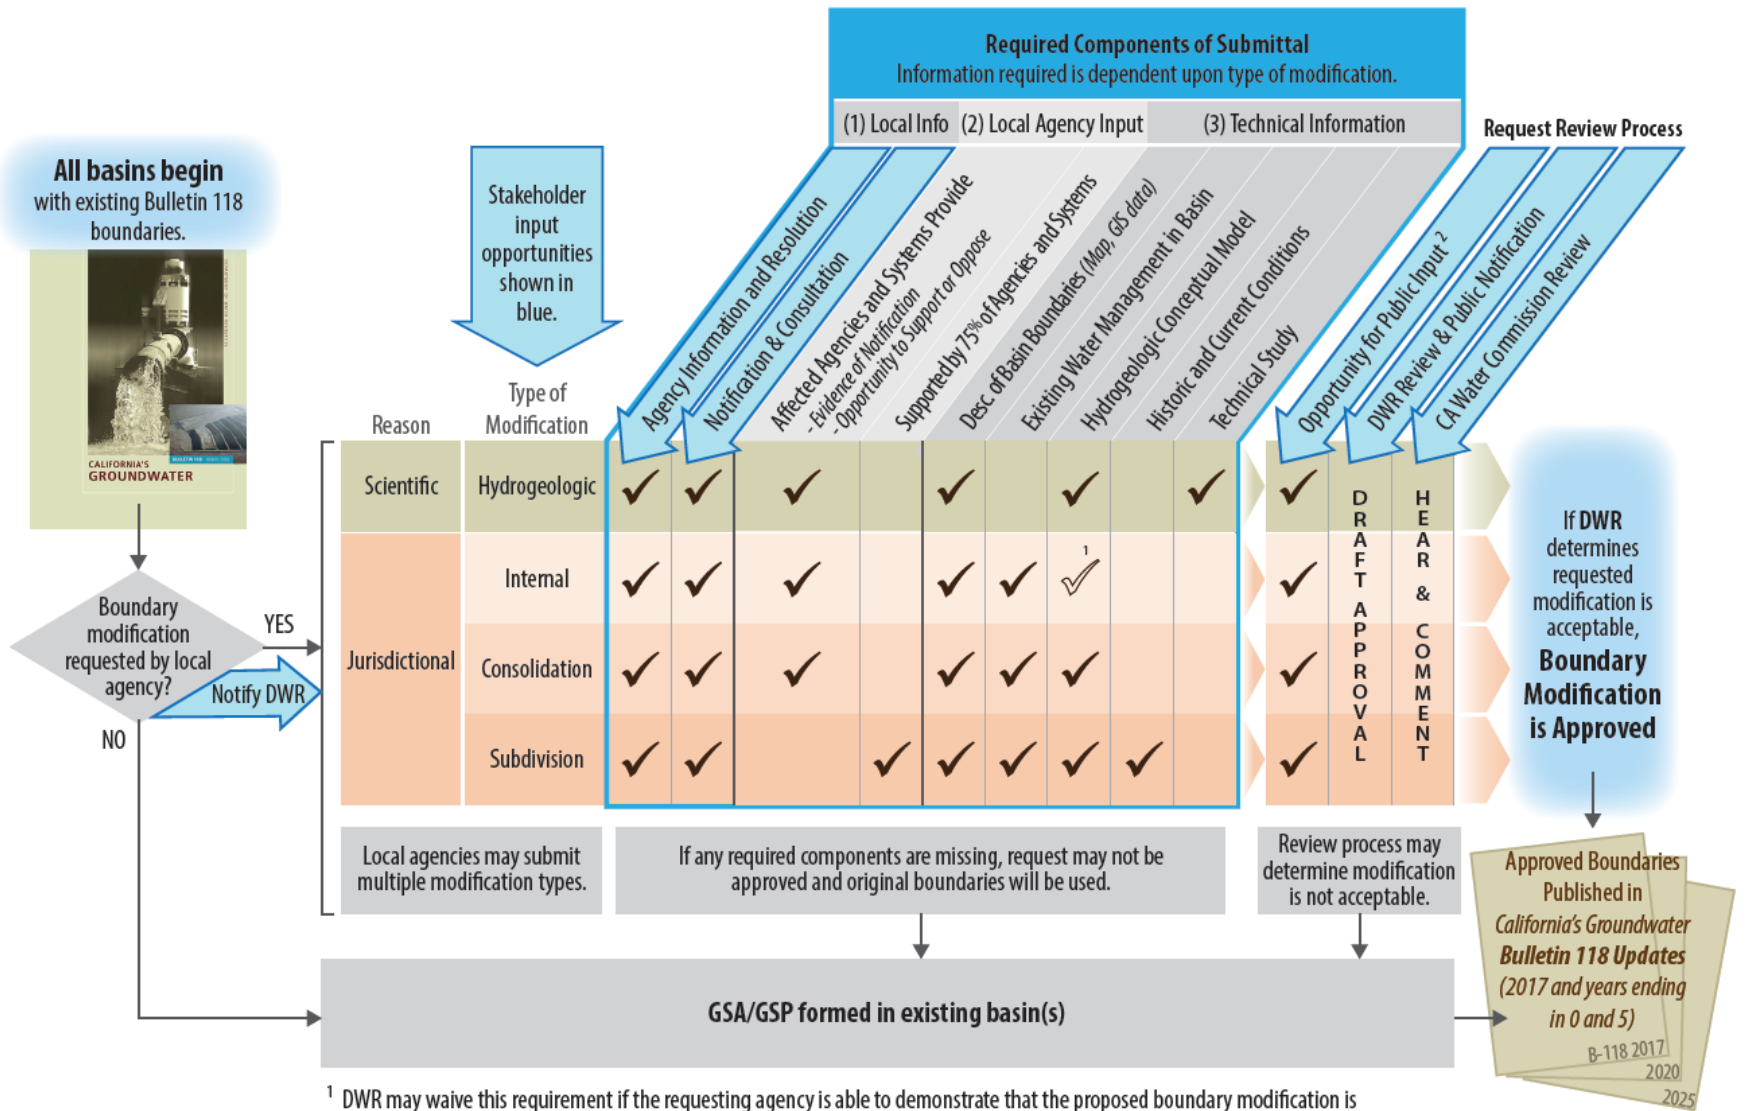 Required Components of Submittal
Information required is dependent upon type of modification.
(1) Local Info
(2) Local Agency Input
(3) Technical Information
Request Review Process
All basins begin
with existing Bulletin 118
boundaries.
CALIFORNIA'S
GROUNDWATER
Stakeholder
input
opportunities
shown in
blue.
Agency Information and Resolution
Notification & Consultation
Affected Agencies and Systems Provide
- Evidence of Notification
- Opportunity to Support or Oppose
Supported by 75% of Agencies and Systems
Desc. of Basin Boundaries (Map, GIS data)
Existing Water Management in Basin
Hydrogeologic Conceptual Model
Historic and Current Conditions
Technical Study
Opportunity for Public Input 2
DWR Review & Public Notification
CA Water Commission Review
Reason
Type of
Modification
Scientific
Hydrogeologic
Jurisdictional
Internal
1
Consolidation
Subdivision
DRAFT APPROVAL
HEAR & COMMENT
Boundary
modification
requested by local
agency?
YES
Notify DWR
NO
If DWR
determines
requested
modification is
acceptable,
Boundary
Modification
is Approved
Local agencies may submit
multiple modification types.
If any required components are missing, request may not be
approved and original boundaries will be used.
Review process may
determine modification
is not acceptable.
Approved Boundaries
Published in
California's Groundwater
Bulletin 118 Updates
(2017 and years ending
in 0 and 5)
B-118 2017
2020
2025
GSA/GSP formed in existing basin(s)
1 DWR may waive this requirement if the requesting agency is able to demonstrate that the proposed boundary modification is